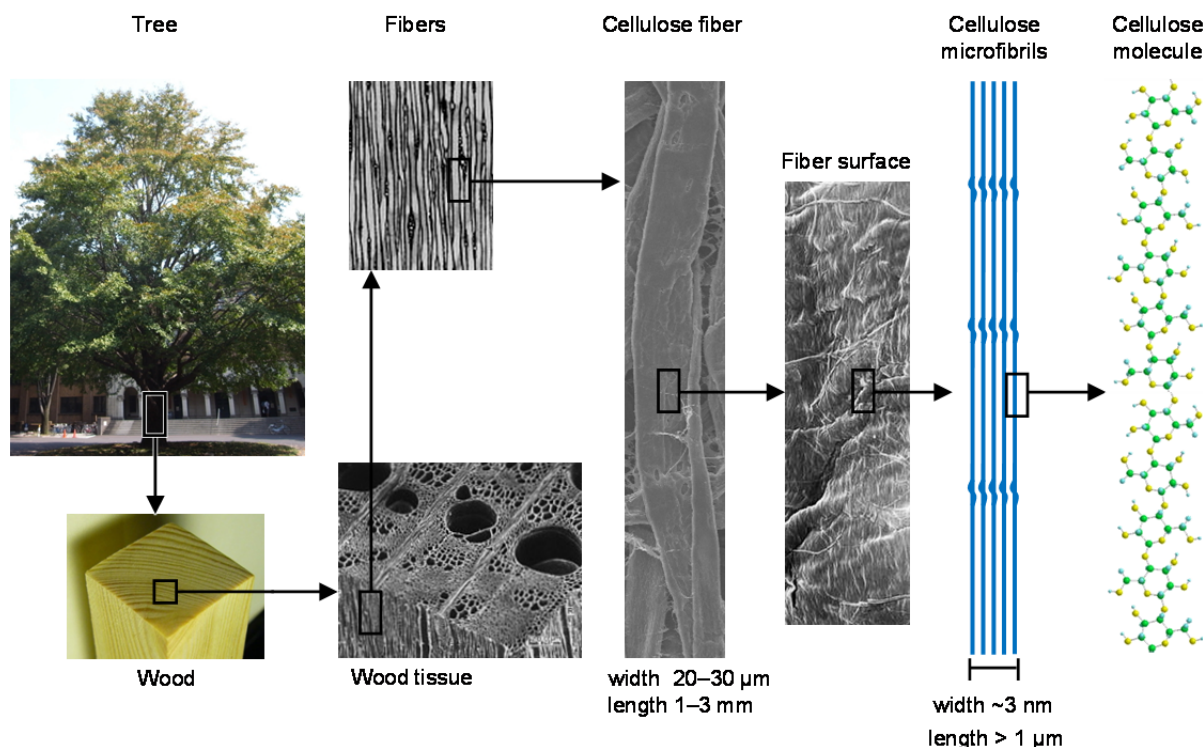 Tree
Fibers
Cellulose fiber
Cellulose
microfibrils
Cellulose
molecule
Fiber surface
Wood
Wood tissue
width 20–30 µm
length 1–3 mm
width ~3 nm
length > 1 µm